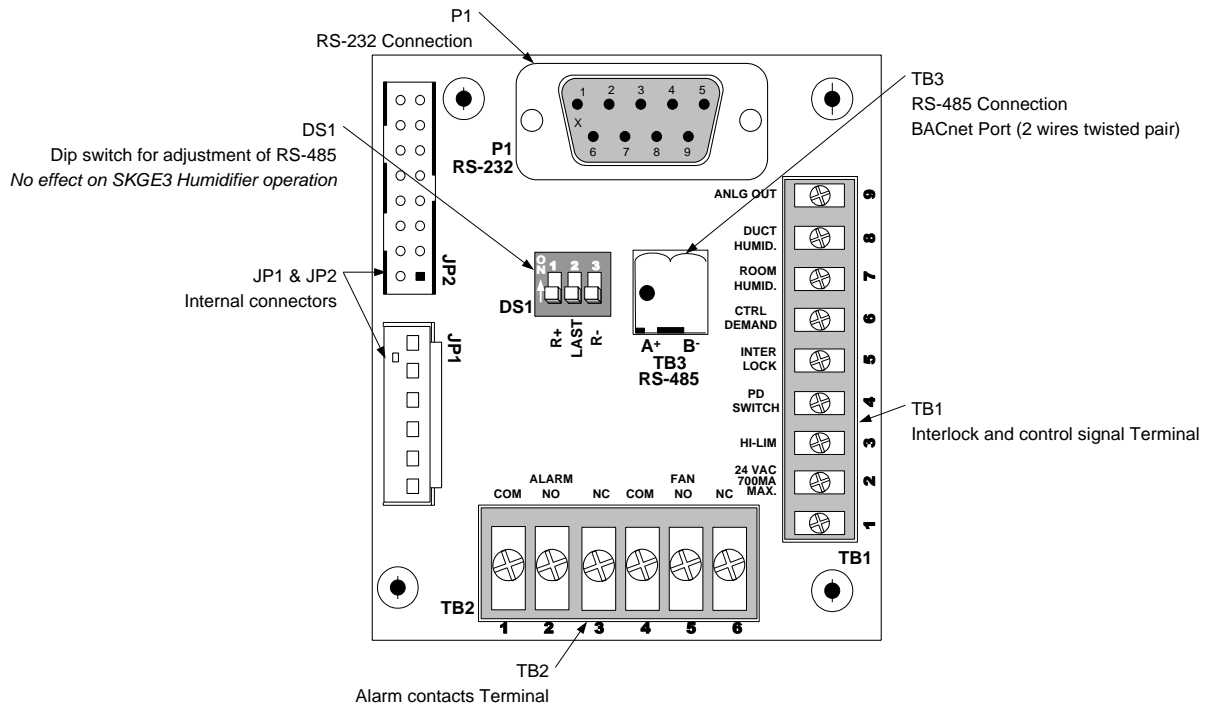 P1
RS-232 Connection
TB3
RS-485 Connection
BACnet Port (2 wires twisted pair)
DS1
Dip switch for adjustment of RS-485
No effect on SKGE3 Humidifier operation
JP1 & JP2
Internal connectors
1 2 3 4 5
X
6 7 8 9
P1
RS-232
JP2
JP1
ON
1 2 3
DS1
R+
LAST
R-
A+ B-
TB3
RS-485
ANLG OUT 9
DUCT
HUMID. 8
ROOM
HUMID. 7
CTRL
DEMAND 6
INTER
LOCK 5
PD
SWITCH 4
HI-LIM 3
24 VAC
700MA
MAX. 2
1
TB1
TB1
Interlock and control signal Terminal
ALARM FAN
COM NO NC COM NO NC
TB2
1 2 3 4 5 6
TB2
Alarm contacts Terminal